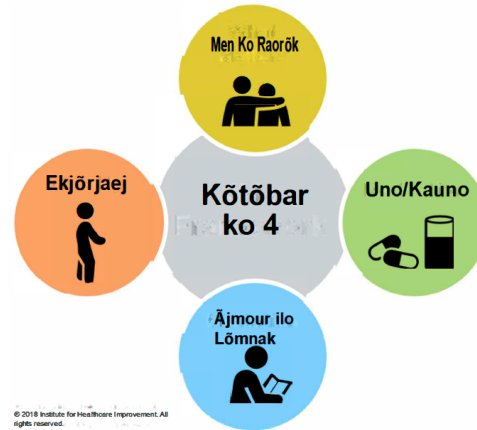 Men Ko Raorõk
Ekjõrjaej
Kõtõbar
ko 4
Uno/Kauno
Ãjmour ilo
Lõmnak
© 2018 Institute for Healthcare Improvement. All
rights reserved.